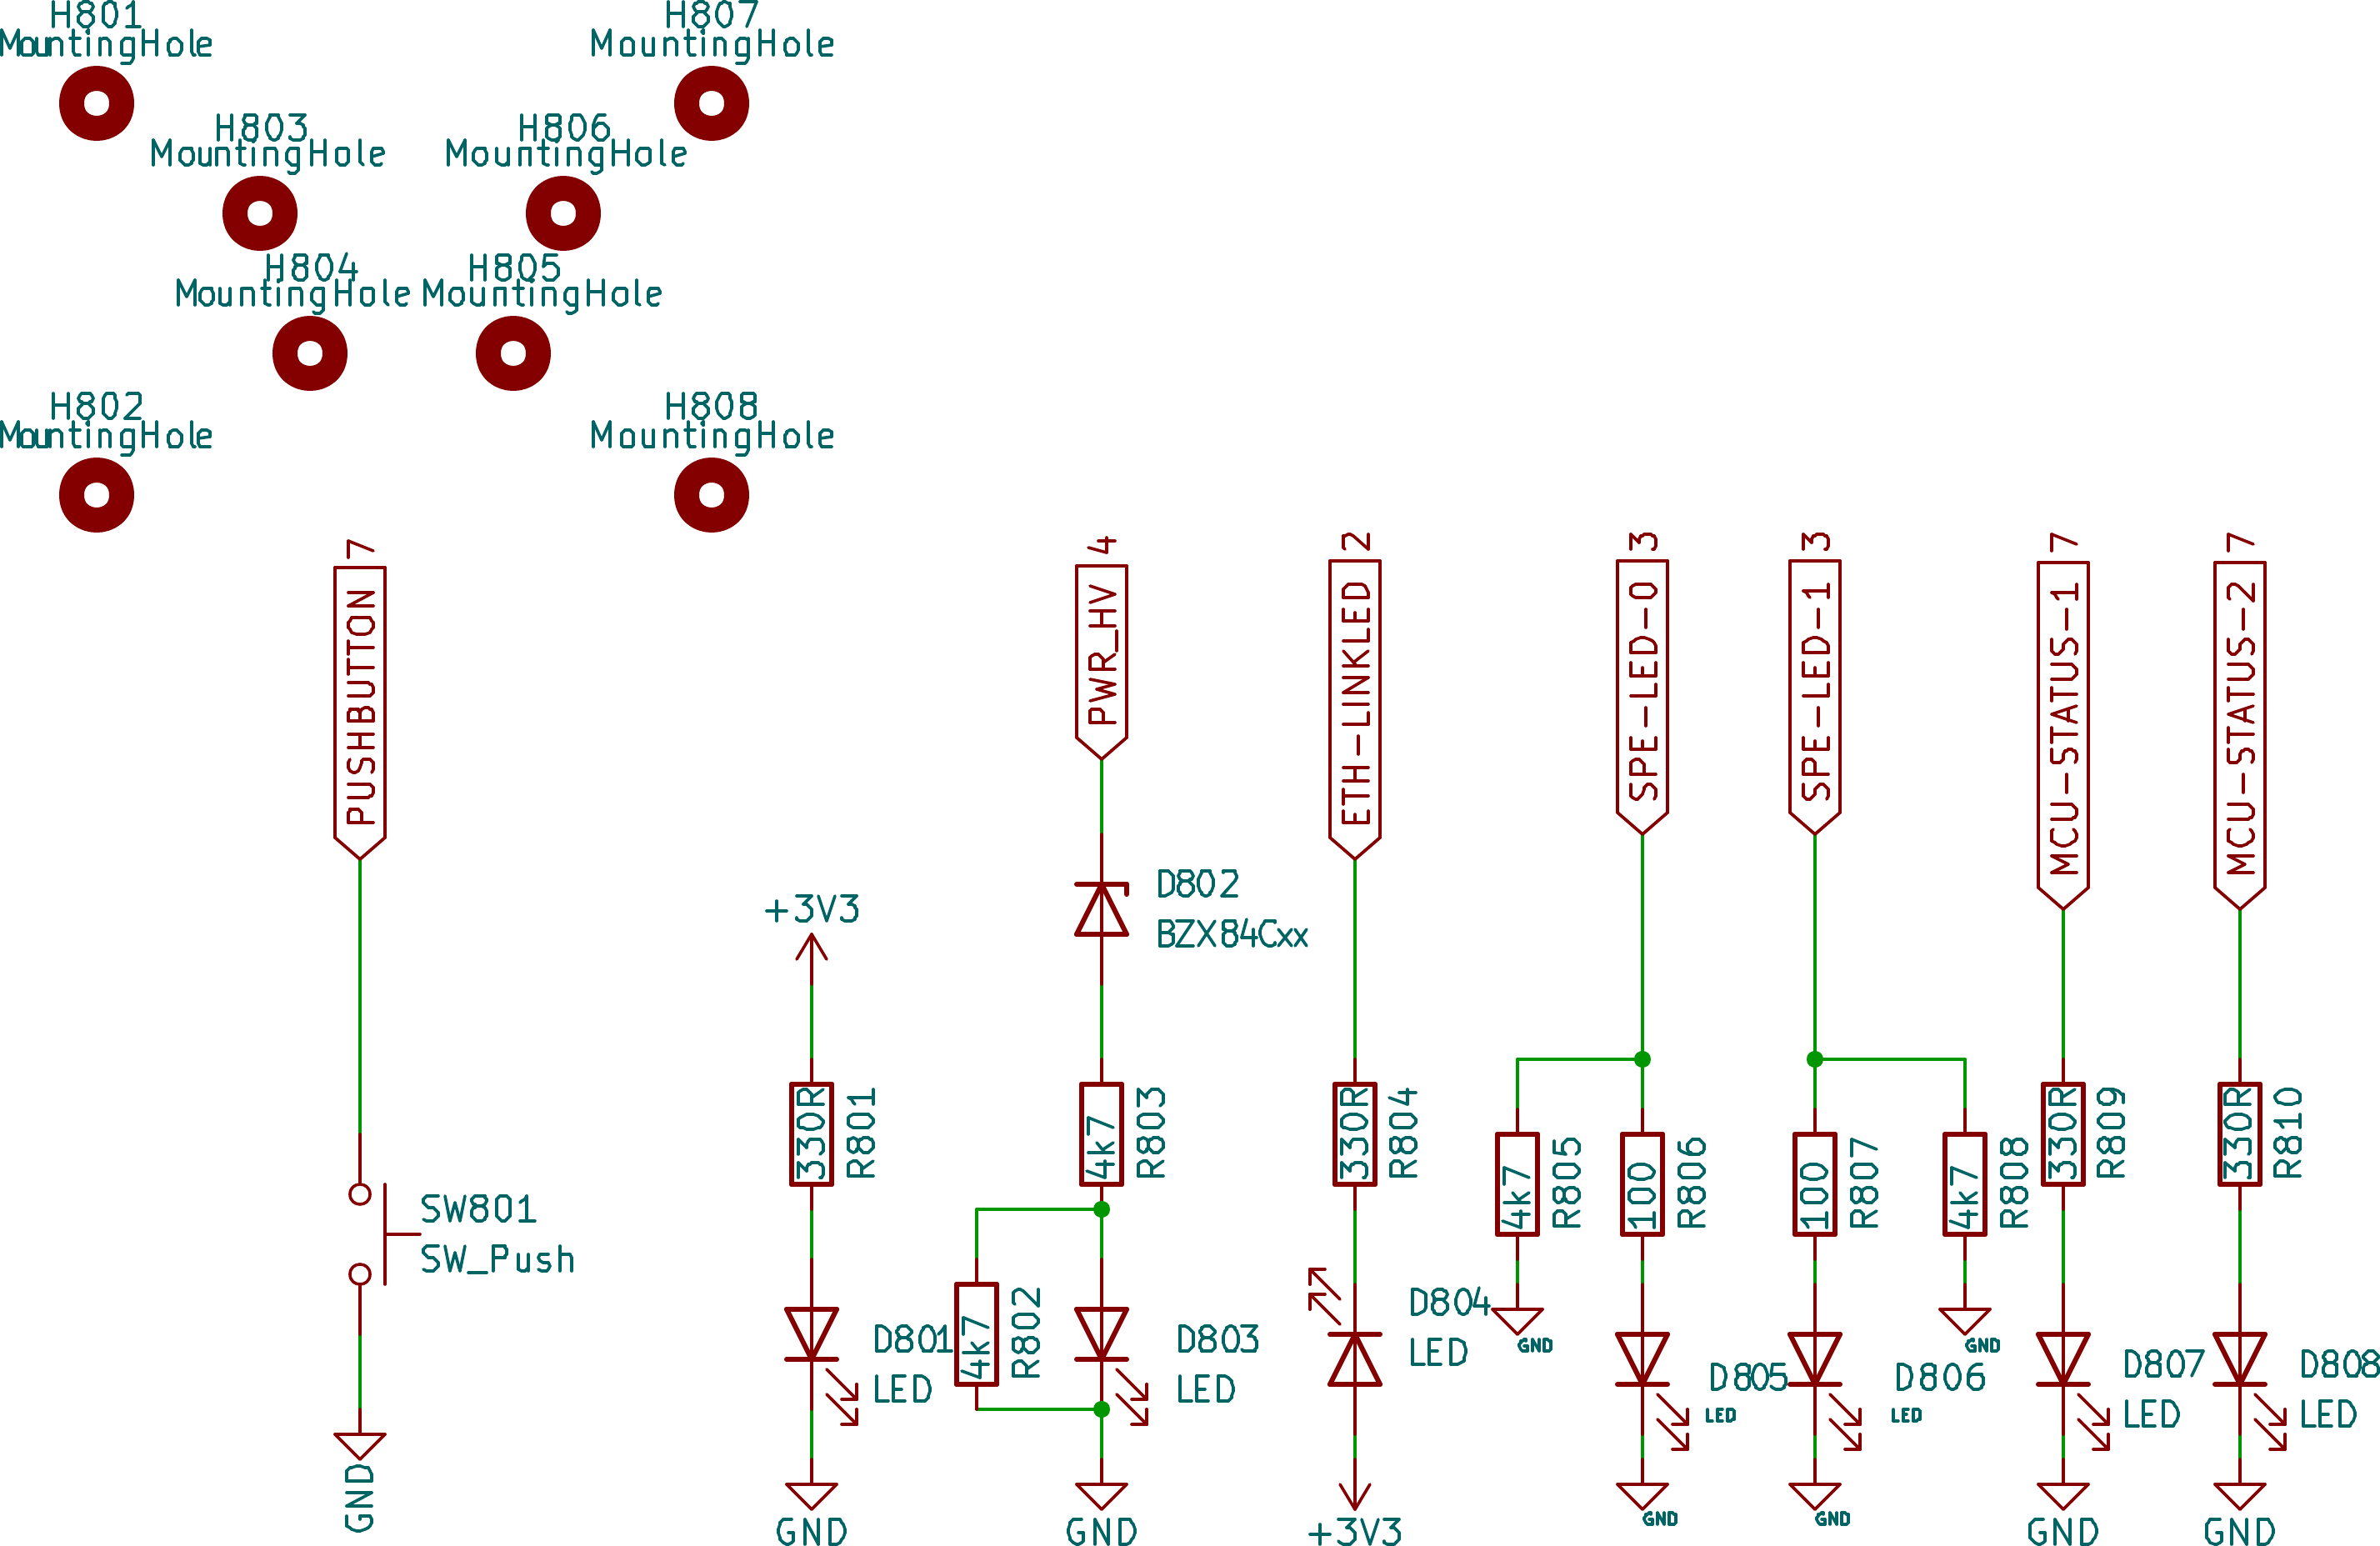 H801
MountingHole
H807
MountingHole
H803
MountingHole
H806
MountingHole
H804
MountingHole
H805
MountingHole
H802
MountingHole
H808
MountingHole
7
PUSHBUTTON
SW801
SW_Push
GND
+3V3
330R
R801
D801
LED
GND
4
PWR_HV
D802
BZX84Cxx
4k7
R803
4k7
R802
D803
LED
GND
2
ETH-LINKLED
330R
R804
D804
LED
+3V3
3
SPE-LED-0
4k7
R805
GND
100
R806
D805
LED
GND
3
SPE-LED-1
100
R807
4k7
R808
GND
D806
LED
GND
7
MCU-STATUS-1
330R
R809
D807
LED
GND
7
MCU-STATUS-2
330R
R810
D808
LED
GND